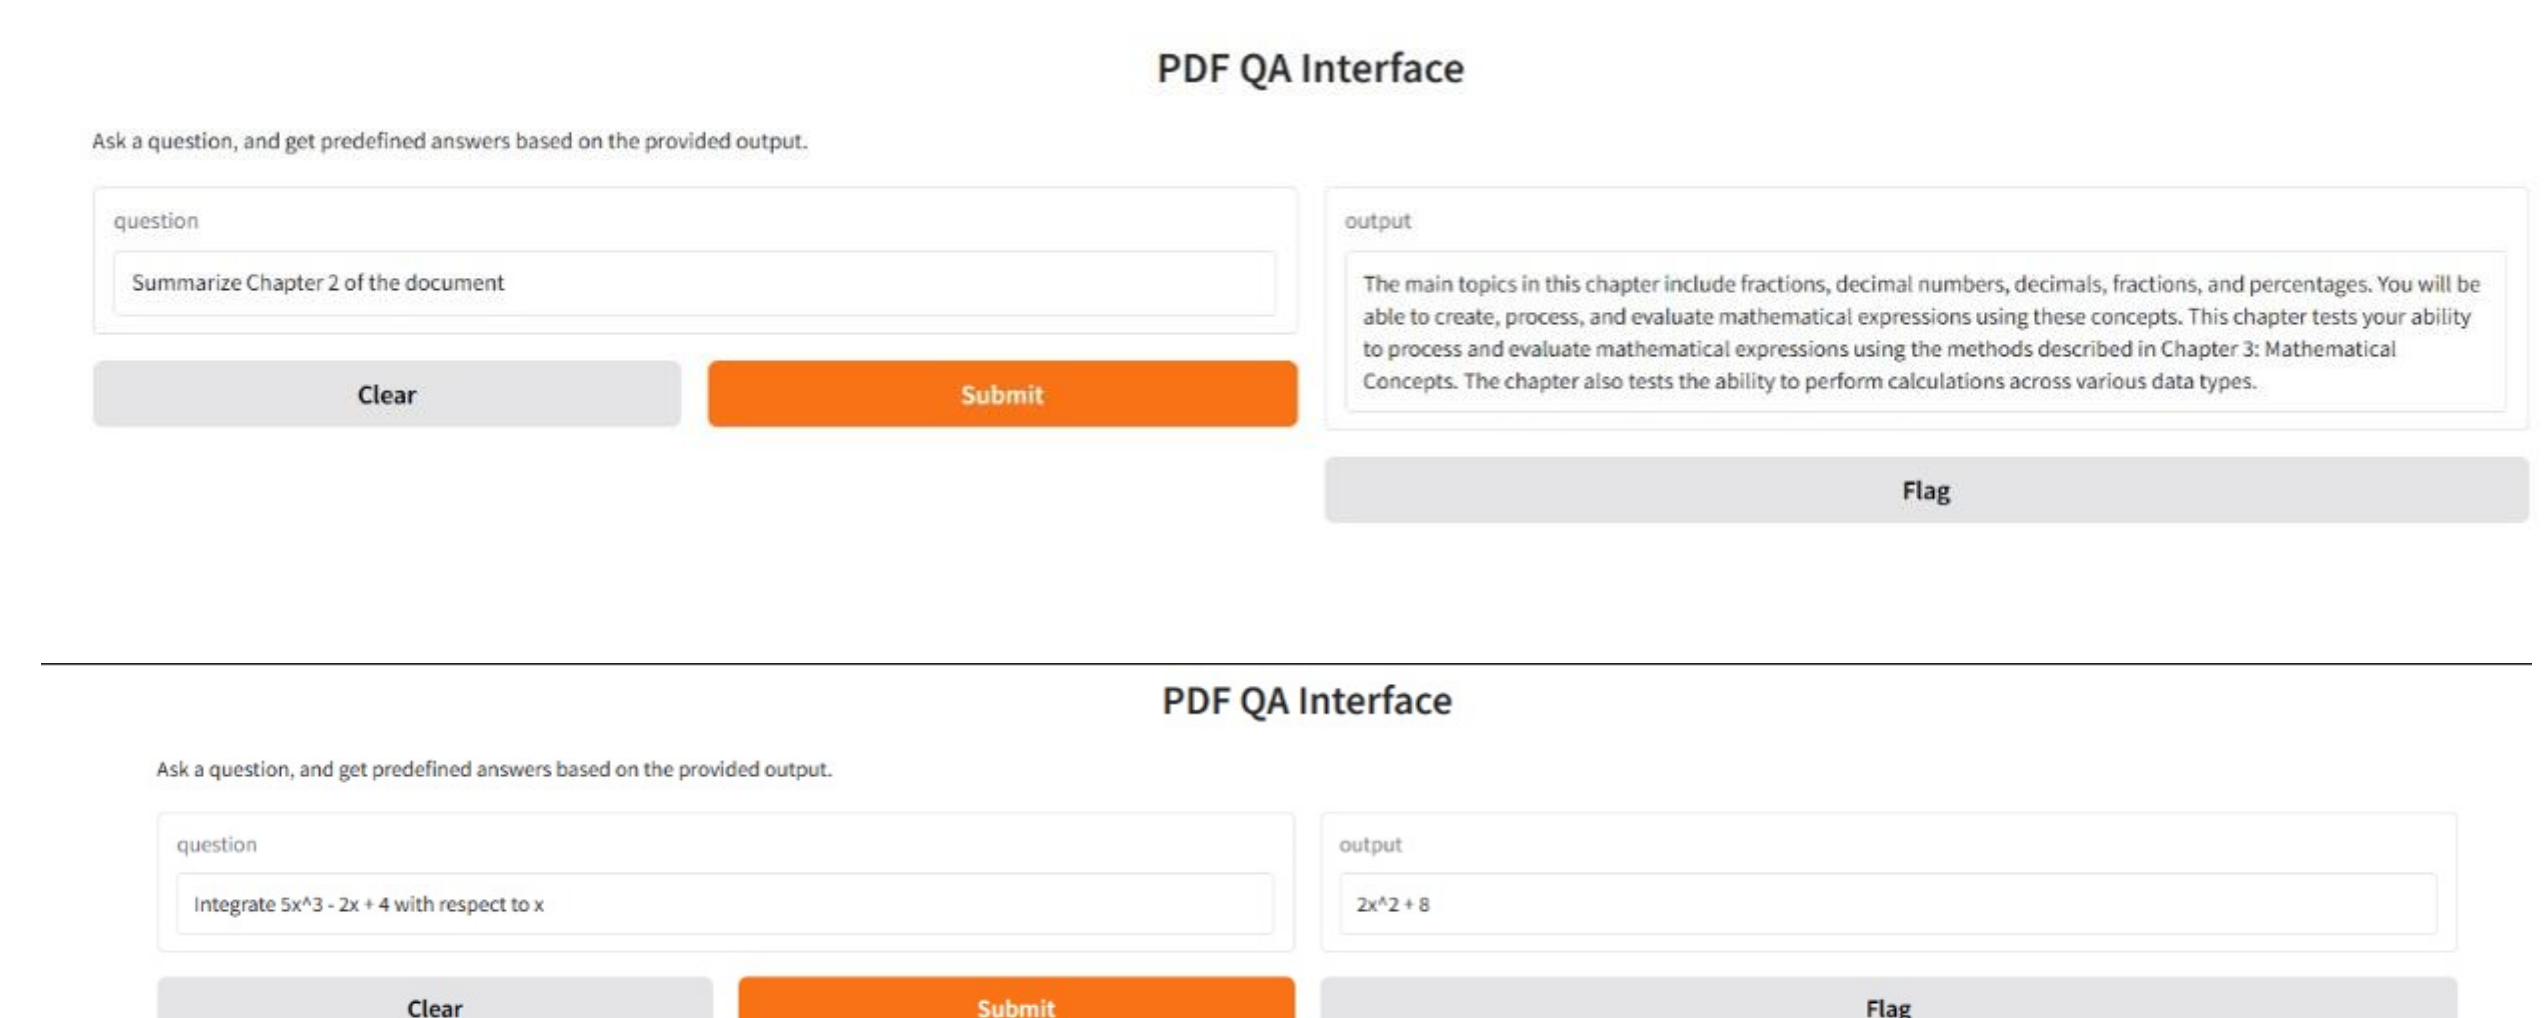 PDF QA Interface
Ask a question, and get predefined answers based on the provided output.
question
Summarize Chapter 2 of the document
Clear
Submit
output
The main topics in this chapter include fractions, decimal numbers, decimals, fractions, and percentages. You will be
able to create, process, and evaluate mathematical expressions using these concepts. This chapter tests your ability
to process and evaluate mathematical expressions using the methods described in Chapter 3: Mathematical
Concepts. The chapter also tests the ability to perform calculations across various data types.
Flag
PDF QA Interface
Ask a question, and get predefined answers based on the provided output.
question
Integrate 5x^3 - 2x + 4 with respect to x
Clear
Submit
output
2x^2 + 8
Flag